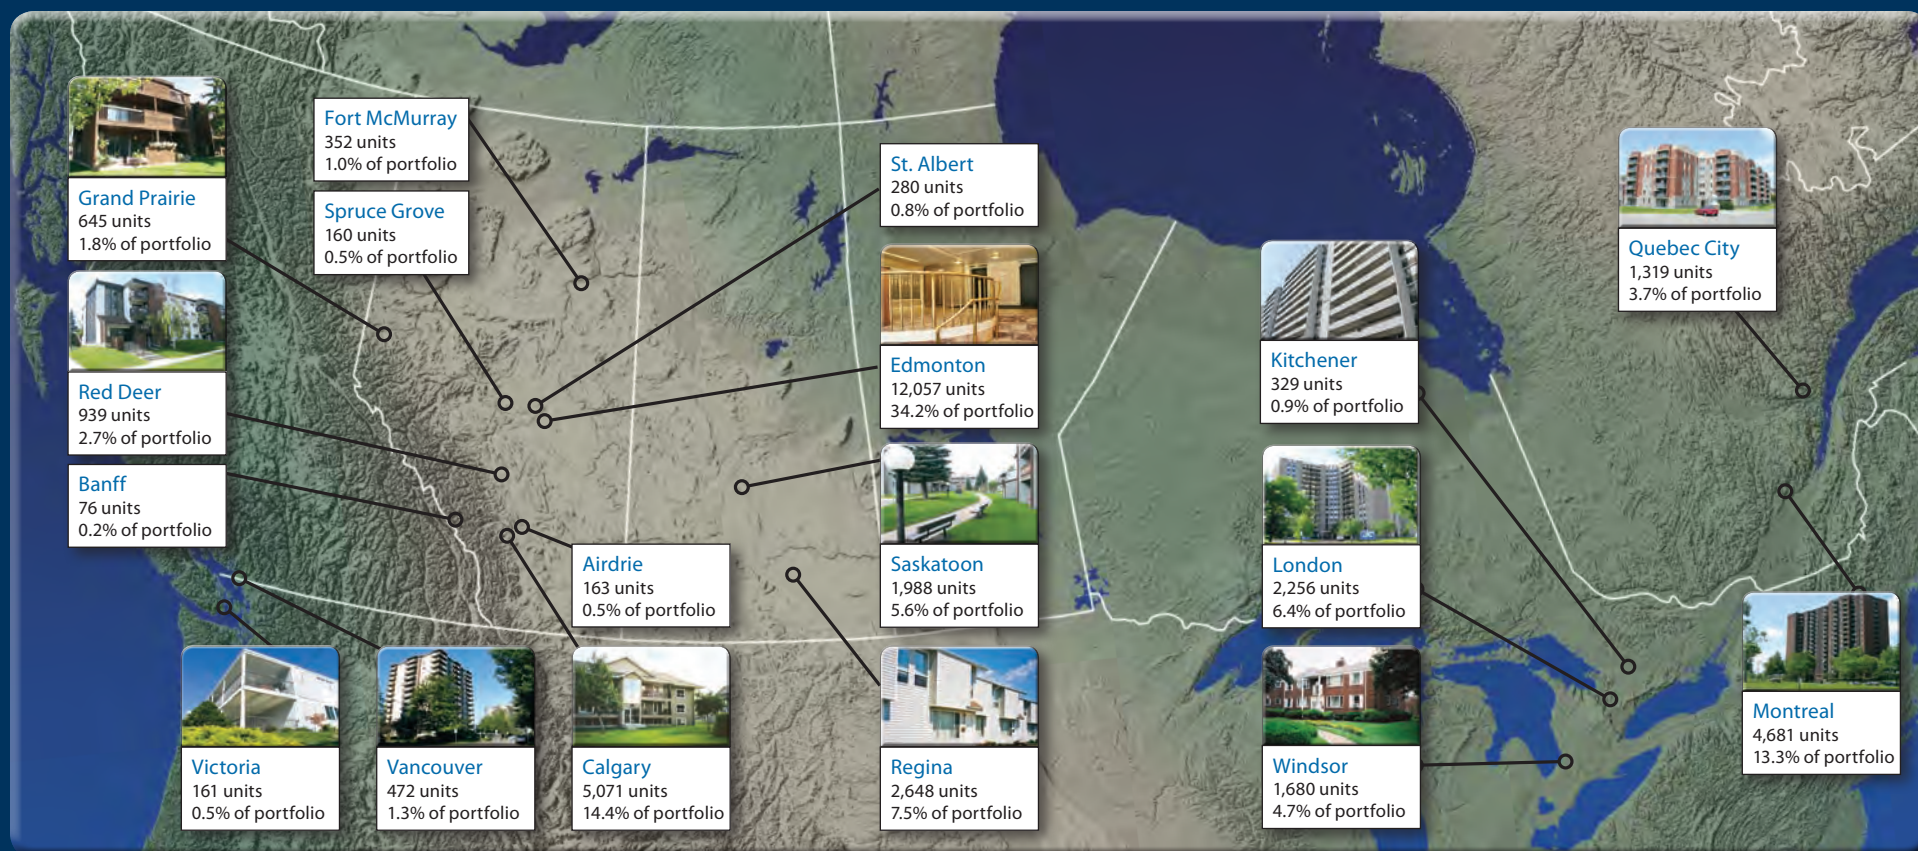 Grand Prairie
645 units
1.8% of portfolio
Fort McMurray
352 units
1.0% of portfolio
Spruce Grove
160 units
0.5% of portfolio
St. Albert
280 units
0.8% of portfolio
Quebec City
1,319 units
3.7% of portfolio
Red Deer
939 units
2.7% of portfolio
Edmonton
12,057 units
34.2% of portfolio
Kitchener
329 units
0.9% of portfolio
Banff
76 units
0.2% of portfolio
Airdrie
163 units
0.5% of portfolio
Saskatoon
1,988 units
5.6% of portfolio
London
2,256 units
6.4% of portfolio
Montreal
4,681 units
13.3% of portfolio
Victoria
161 units
0.5% of portfolio
Vancouver
472 units
1.3% of portfolio
Calgary
5,071 units
14.4% of portfolio
Regina
2,648 units
7.5% of portfolio
Windsor
1,680 units
4.7% of portfolio